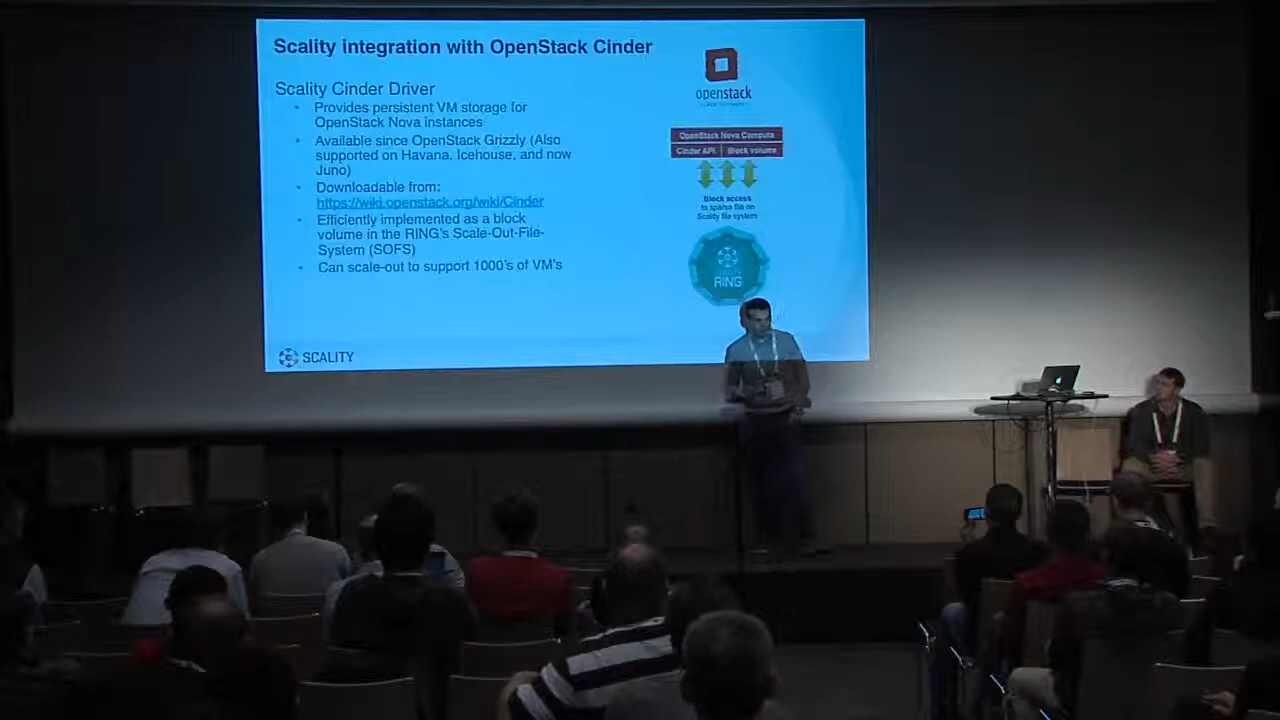 Scality integration with OpenStack Cinder
Scality Cinder Driver
Provides persistent VM storage for
OpenStack Nova instances
Available since OpenStack Grizzly (Also
supported on Havana, Icehouse, and now
Juno)
Downloadable from:
https://wiki.openstack.org/wiki/Cinder
Efficiently implemented as a block
volume in the RING's Scale-Out-File-
System (SOFS)
Can scale-out to support 1000's of VM's
openstack
OpenStack Nova Compute
Cinder API Block volume
Block access
to sparse file on
Scality file system
RING
SCALITY